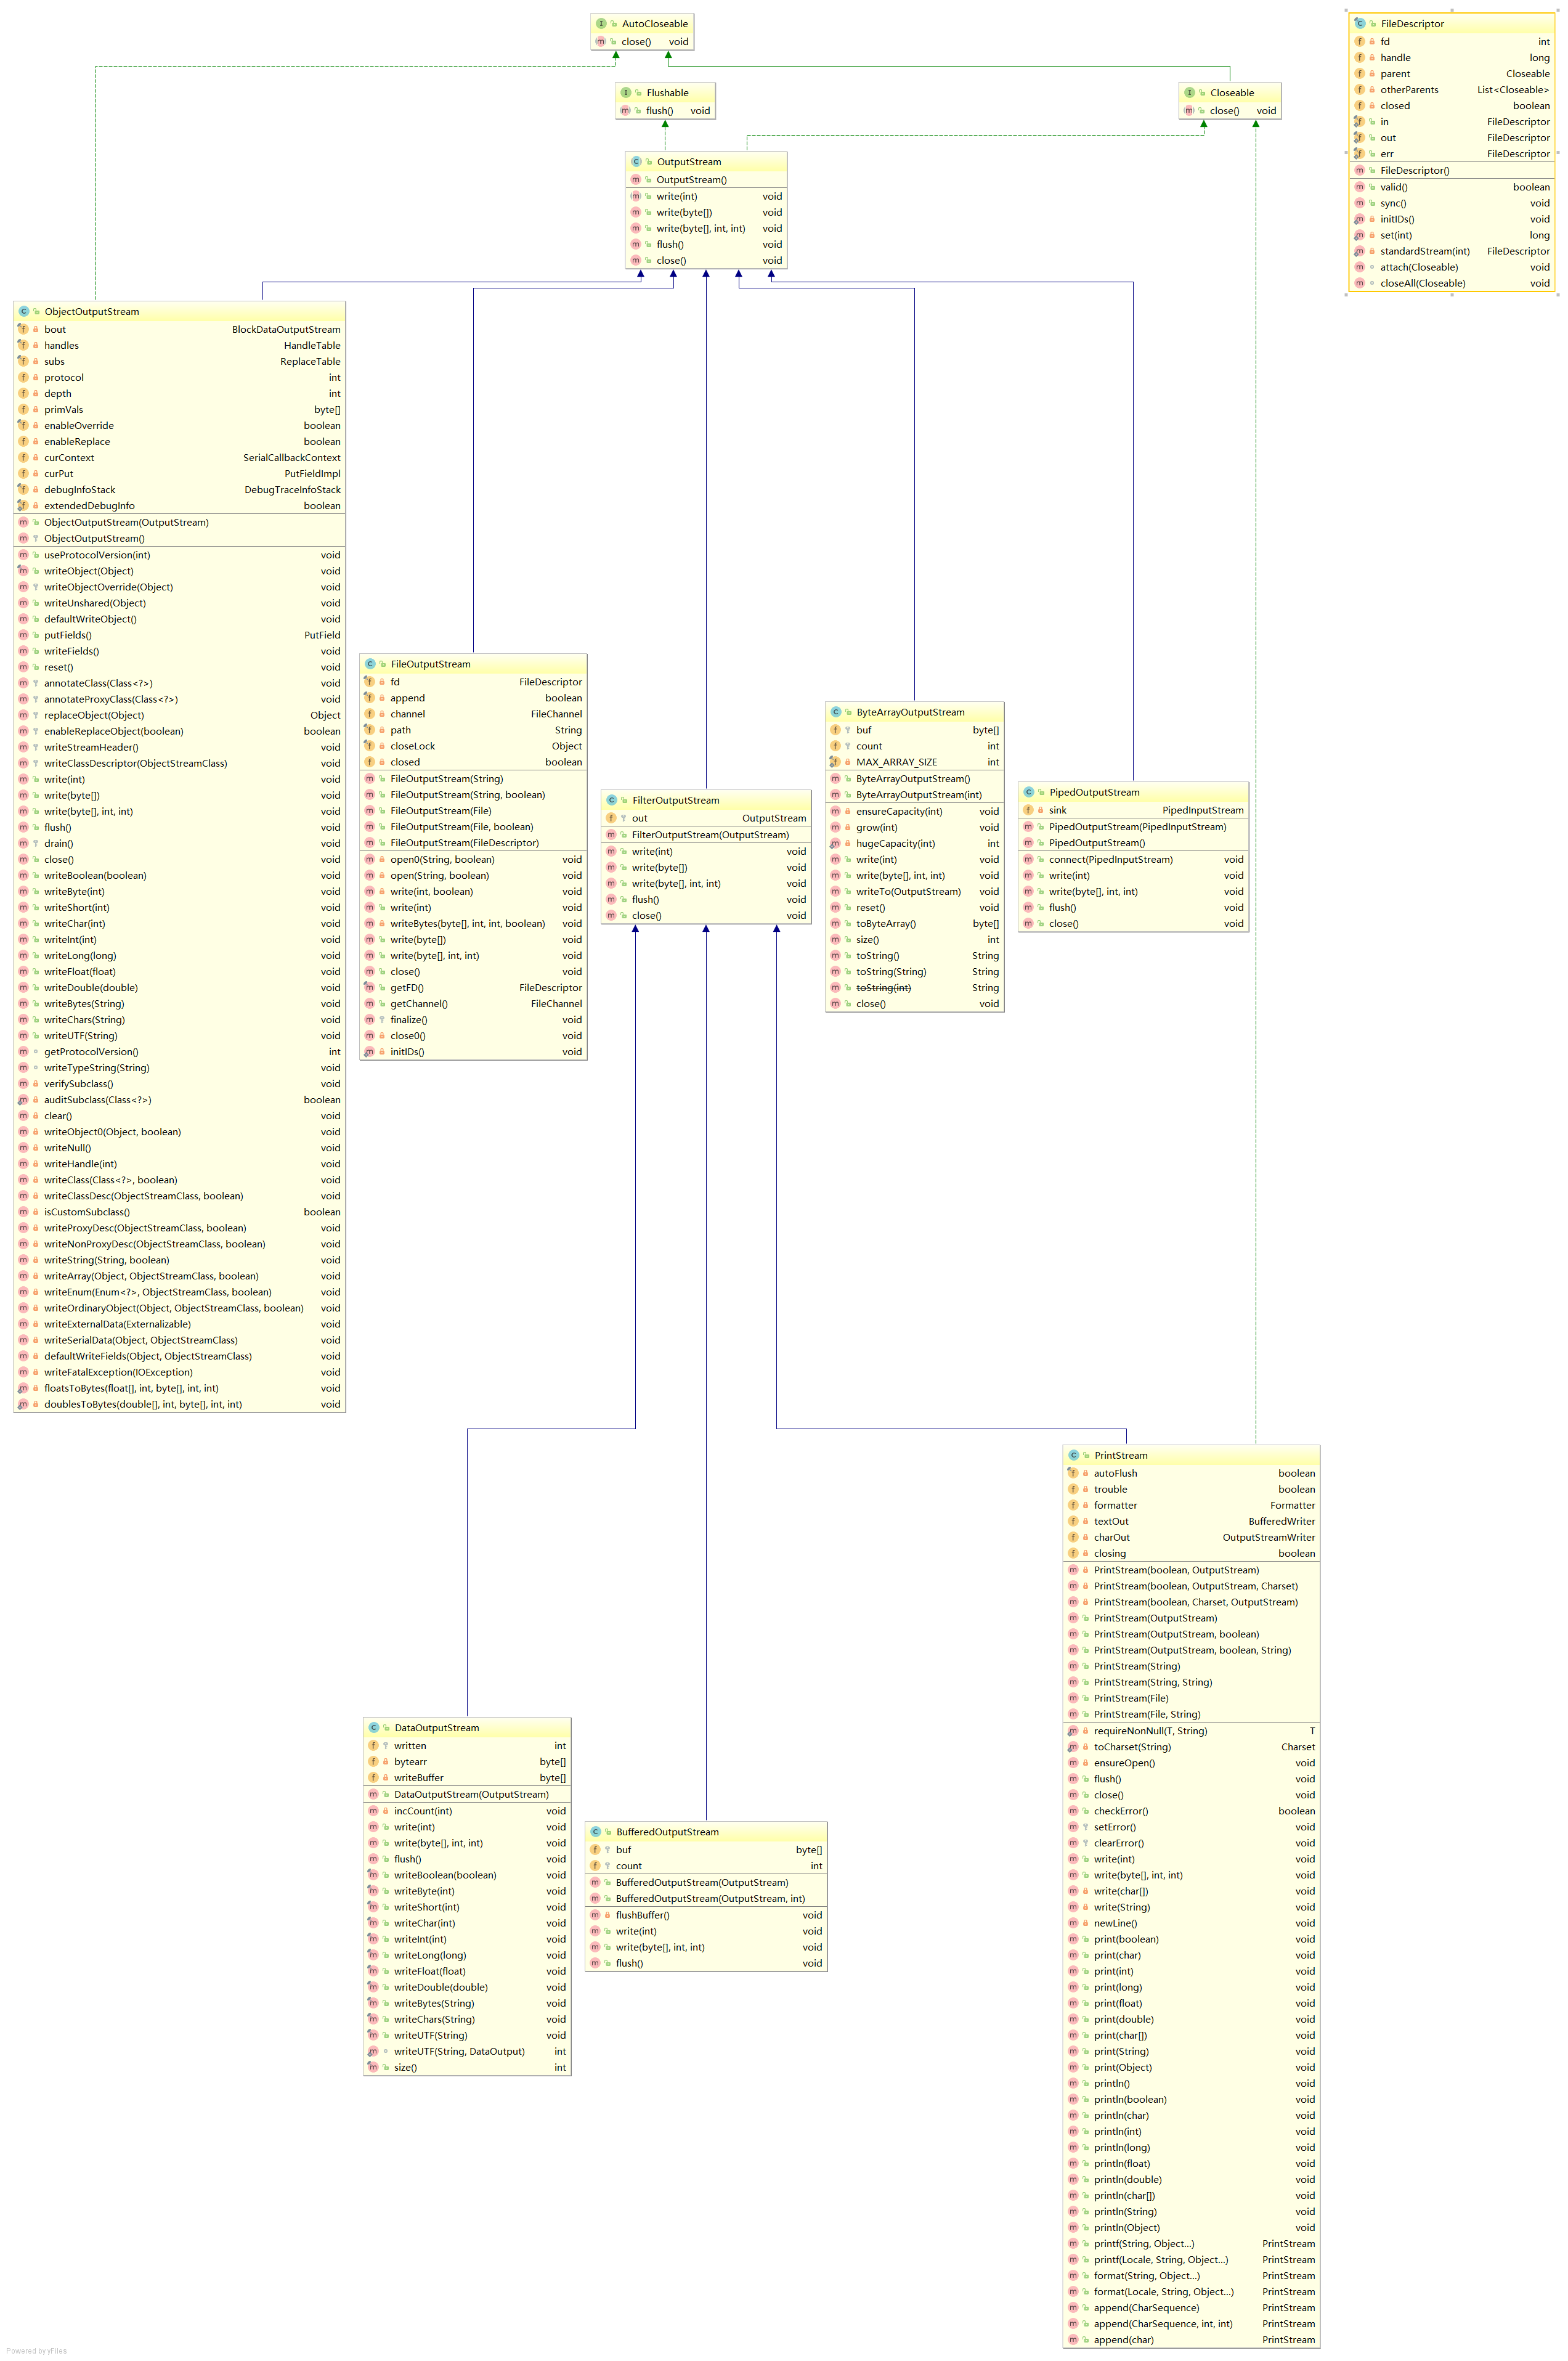 AutoCloseable
close() void
Flushable
flush() void
Closeable
close() void
FileDescriptor
fd int
handle long
parent Closeable
otherParents List<Closeable>
closed boolean
in FileDescriptor
out FileDescriptor
err FileDescriptor
FileDescriptor()
valid() boolean
sync() void
initIDs() void
set(int) long
standardStream(int) FileDescriptor
attach(Closeable) void
closeAll(Closeable) void
OutputStream
OutputStream()
write(int) void
write(byte[]) void
write(byte[], int, int) void
flush() void
close() void
ObjectOutputStream
bout BlockDataOutputStream
handles HandleTable
subs ReplaceTable
protocol int
depth int
primVals byte[]
enableOverride boolean
enableReplace boolean
curContext SerialCallbackContext
curPut PutFieldImpl
debugInfoStack DebugTraceInfoStack
extendedDebugInfo boolean
ObjectOutputStream(OutputStream)
ObjectOutputStream()
useProtocolVersion(int) void
writeObject(Object) void
writeObjectOverride(Object) void
writeUnshared(Object) void
defaultWriteObject() void
putFields() PutField
writeFields() void
reset() void
annotateClass(Class<?>) void
annotateProxyClass(Class<?>) void
replaceObject(Object) Object
enableReplaceObject(boolean) boolean
writeStreamHeader() void
writeClassDescriptor(ObjectStreamClass) void
write(int) void
write(byte[]) void
write(byte[], int, int) void
flush() void
drain() void
close() void
writeBoolean(boolean) void
writeByte(int) void
writeShort(int) void
writeChar(int) void
writeInt(int) void
writeLong(long) void
writeFloat(float) void
writeDouble(double) void
writeBytes(String) void
writeChars(String) void
writeUTF(String) void
getProtocolVersion() int
writeTypeString(String) void
verifySubclass() void
auditSubclass(Class<?>) boolean
clear() void
writeObject0(Object, boolean) void
writeNull() void
writeHandle(int) void
writeClass(Class<?>, boolean) void
writeClassDesc(ObjectStreamClass, boolean) void
isCustomSubclass() boolean
writeProxyDesc(ObjectStreamClass, boolean) void
writeNonProxyDesc(ObjectStreamClass, boolean) void
writeString(String, boolean) void
writeArray(Object, ObjectStreamClass, boolean) void
writeEnum(Enum<?>, ObjectStreamClass, boolean) void
writeOrdinaryObject(Object, ObjectStreamClass, boolean) void
writeExternalData(Externalizable) void
writeSerialData(Object, ObjectStreamClass) void
defaultWriteFields(Object, ObjectStreamClass) void
writeFatalException(IOException) void
floatsToBytes(float[], int, byte[], int, int) void
doublesToBytes(double[], int, byte[], int, int) void
FileOutputStream
fd FileDescriptor
append boolean
channel FileChannel
path String
closeLock Object
closed boolean
FileOutputStream(String)
FileOutputStream(String, boolean)
FileOutputStream(File)
FileOutputStream(File, boolean)
FileOutputStream(FileDescriptor)
open0(String, boolean) void
open(String, boolean) void
write(int, boolean) void
write(int) void
writeBytes(byte[], int, int, boolean) void
write(byte[]) void
write(byte[], int, int) void
close() void
getFD() FileDescriptor
getChannel() FileChannel
finalize() void
close0() void
initIDs() void
FilterOutputStream
out OutputStream
FilterOutputStream(OutputStream)
write(int) void
write(byte[]) void
write(byte[], int, int) void
flush() void
close() void
ByteArrayOutputStream
buf byte[]
count int
MAX_ARRAY_SIZE int
ByteArrayOutputStream()
ByteArrayOutputStream(int)
ensureCapacity(int) void
grow(int) void
hugeCapacity(int) int
write(int) void
write(byte[], int, int) void
writeTo(OutputStream) void
reset() void
toByteArray() byte[]
size() int
toString() String
toString(String) String
toString(int) String
close() void
PipedOutputStream
sink PipedInputStream
PipedOutputStream(PipedInputStream)
PipedOutputStream()
connect(PipedInputStream) void
write(int) void
write(byte[], int, int) void
flush() void
close() void
DataOutputStream
written int
bytearr byte[]
writeBuffer byte[]
DataOutputStream(OutputStream)
incCount(int) void
write(int) void
write(byte[], int, int) void
flush() void
writeBoolean(boolean) void
writeByte(int) void
writeShort(int) void
writeChar(int) void
writeInt(int) void
writeLong(long) void
writeFloat(float) void
writeDouble(double) void
writeBytes(String) void
writeChars(String) void
writeUTF(String) void
writeUTF(String, DataOutput) int
size() int
BufferedOutputStream
buf byte[]
count int
BufferedOutputStream(OutputStream)
BufferedOutputStream(OutputStream, int)
flushBuffer() void
write(int) void
write(byte[], int, int) void
flush() void
PrintStream
autoFlush boolean
trouble boolean
formatter Formatter
textOut BufferedWriter
charOut OutputStreamWriter
closing boolean
PrintStream(boolean, OutputStream)
PrintStream(boolean, OutputStream, Charset)
PrintStream(boolean, Charset, OutputStream)
PrintStream(OutputStream)
PrintStream(OutputStream, boolean)
PrintStream(OutputStream, boolean, String)
PrintStream(String)
PrintStream(String, String)
PrintStream(File)
PrintStream(File, String)
requireNonNull(T, String) T
toCharset(String) Charset
ensureOpen() void
flush() void
close() void
checkError() boolean
setError() void
clearError() void
write(int) void
write(byte[], int, int) void
write(char[]) void
write(String) void
newLine() void
print(boolean) void
print(char) void
print(int) void
print(long) void
print(float) void
print(double) void
print(char[]) void
print(String) void
print(Object) void
println() void
println(boolean) void
println(char) void
println(int) void
println(long) void
println(float) void
println(double) void
println(char[]) void
println(String) void
println(Object) void
printf(String, Object...) PrintStream
printf(Locale, String, Object...) PrintStream
format(String, Object...) PrintStream
format(Locale, String, Object...) PrintStream
append(CharSequence) PrintStream
append(CharSequence, int, int) PrintStream
append(char) PrintStream
Powered by yFiles